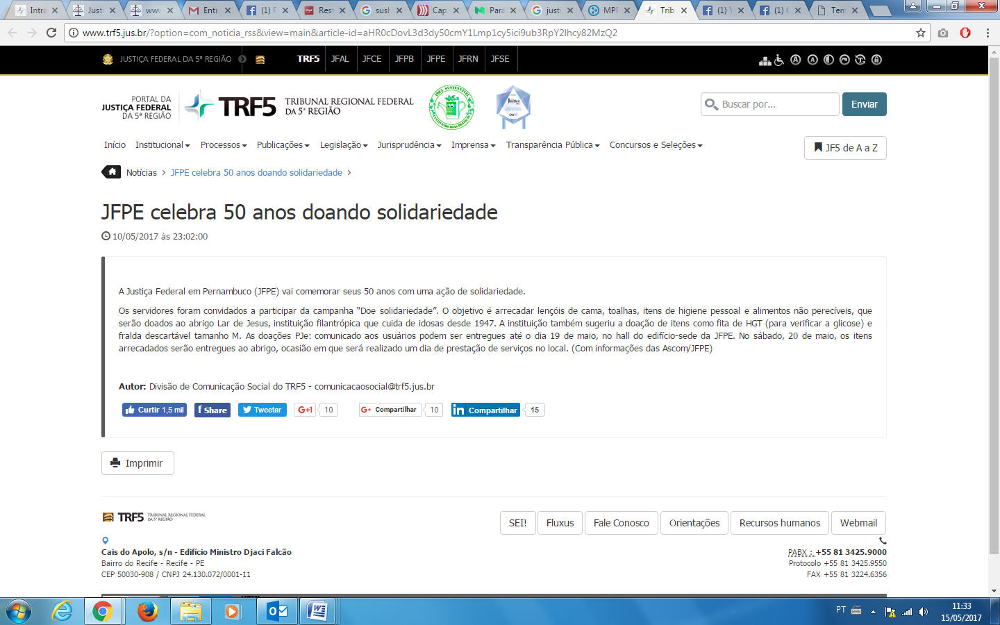 Intra
Justi
www
Entr
(1) F
Rest
sush
Cap
Para
justi
MPF
Trib
(1) V
(1) C
Tem
www.trf5.jus.br/?option=com_noticia_rss&view=main&article-id=aHR0cDovL3d3dy50cmY1Lmp1cy5ici9ub3RpY2lhcy82MzQ2
JUSTIÇA FEDERAL DA 5ª REGIÃO
TRF5 JFAL JFCE JFPB JFPE JFRN JFSE
PORTAL DA
JUSTIÇA FEDERAL
DA 5ª REGIÃO
TRF5
TRIBUNAL REGIONAL FEDERAL
DA 5ª REGIÃO
Buscar por...
Enviar
Início Institucional Processos Publicações Legislação Jurisprudência Imprensa Transparência Pública Concursos e Seleções
JF5 de A a Z
Notícias > JFPE celebra 50 anos doando solidariedade >
JFPE celebra 50 anos doando solidariedade
10/05/2017 às 23:02:00
A Justiça Federal em Pernambuco (JFPE) vai comemorar seus 50 anos com uma ação de solidariedade.
Os servidores foram convidados a participar da campanha “Doe solidariedade”. O objetivo é arrecadar lençóis de cama, toalhas, itens de higiene pessoal e alimentos não perecíveis, que
serão doados ao abrigo Lar de Jesus, instituição filantrópica que cuida de idosas desde 1947. A instituição também sugeriu a doação de itens como fita de HGT (para verificar a glicose) e
fralda descartável tamanho M. As doações PJe: comunicado aos usuários podem ser entregues até o dia 19 de maio, no hall do edifício-sede da JFPE. No sábado, 20 de maio, os itens
arrecadados serão entregues ao abrigo, ocasião em que será realizado um dia de prestação de serviços no local. (Com informações das Ascom/JFPE)
Autor: Divisão de Comunicação Social do TRF5 - comunicacaosocial@trf5.jus.br
Curtir 1,5 mil
Share
Tweetar
G+1 10
G+ Compartilhar 10
in Compartilhar 15
Imprimir
TRF5 TRIBUNAL REGIONAL FEDERAL
DA 5ª REGIÃO
SEI! Fluxus Fale Conosco Orientações Recursos humanos Webmail
Cais do Apolo, s/n - Edifício Ministro Djaci Falcão
Bairro do Recife - Recife - PE
CEP 50030-908 / CNPJ 24.130.072/0001-11
PABX : +55 81 3425.9000
Protocolo +55 81 3425.9550
FAX +55 81 3224.6356
PT
11:33
15/05/2017